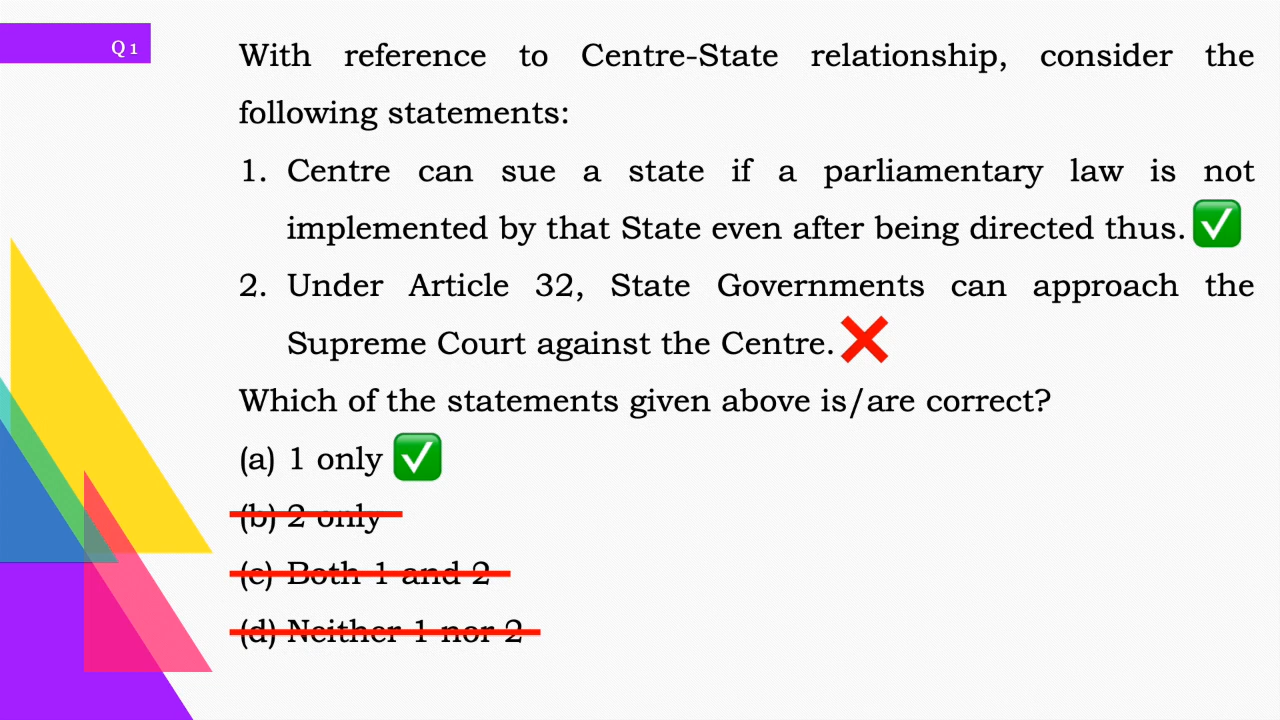 Q 1
With reference to Centre-State relationship, consider the
following statements:
1. Centre can sue a state if a parliamentary law is not
implemented by that State even after being directed thus.
2. Under Article 32, State Governments can approach the
Supreme Court against the Centre.
Which of the statements given above is/are correct?
(a) 1 only
(b) 2 only
(c) Both 1 and 2
(d) Neither 1 nor 2